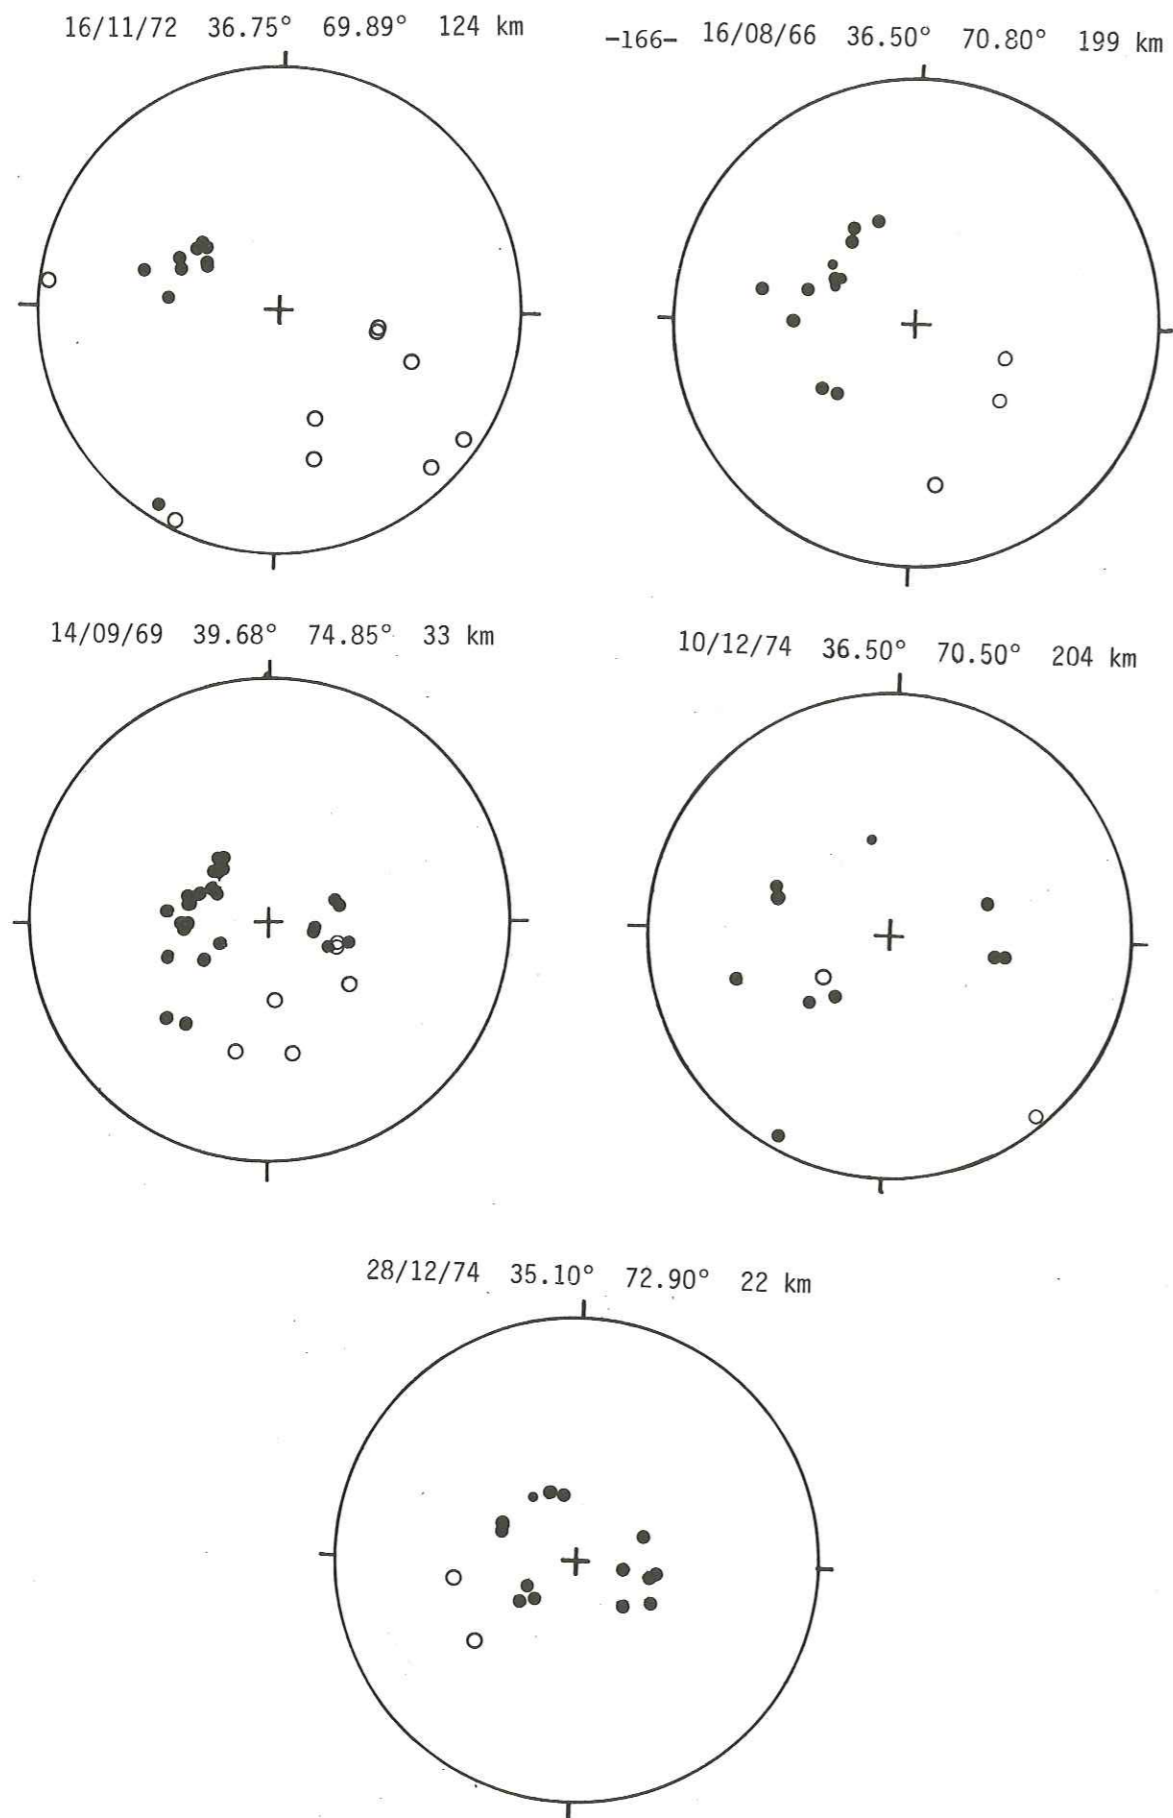 16/11/72 36.75° 69.89° 124 km
-166- 16/08/66 36.50° 70.80° 199 km
14/09/69 39.68° 74.85° 33 km
10/12/74 36.50° 70.50° 204 km
28/12/74 35.10° 72.90° 22 km